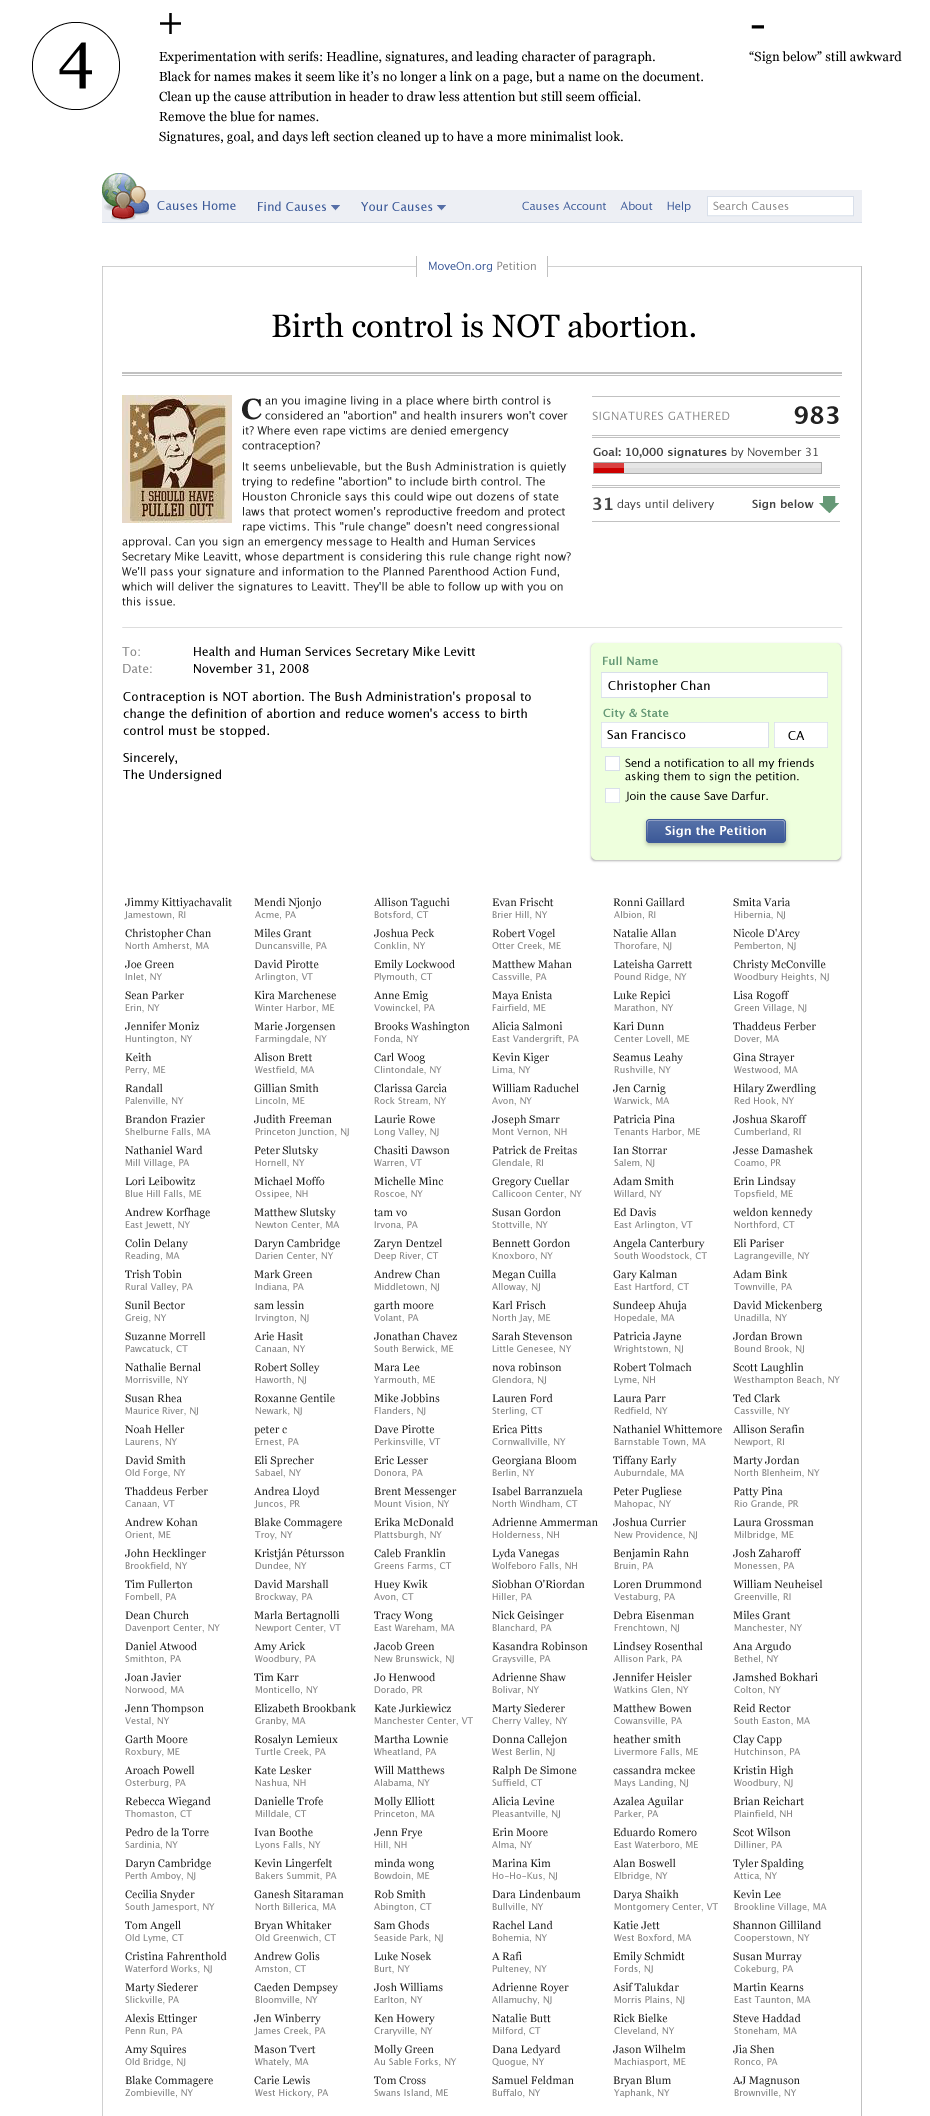 4
+
Experimentation with serifs: Headline, signatures, and leading character of paragraph.
Black for names makes it seem like it's no longer a link on a page, but a name on the document.
Clean up the cause attribution in header to draw less attention but still seem official.
Remove the blue for names.
Signatures, goal, and days left section cleaned up to have a more minimalist look.
-
“Sign below” still awkward
Causes Home Find Causes Your Causes Causes Account About Help Search Causes
MoveOn.org Petition
Birth control is NOT abortion.
I SHOULD HAVE
PULLED OUT
Can you imagine living in a place where birth control is
considered an "abortion" and health insurers won't cover
it? Where even rape victims are denied emergency
contraception?
It seems unbelievable, but the Bush Administration is quietly
trying to redefine "abortion" to include birth control. The
Houston Chronicle says this could wipe out dozens of state
laws that protect women's reproductive freedom and protect
rape victims. This "rule change" doesn't need congressional
approval. Can you sign an emergency message to Health and Human Services
Secretary Mike Leavitt, whose department is considering this rule change right now?
We'll pass your signature and information to the Planned Parenthood Action Fund,
which will deliver the signatures to Leavitt. They'll be able to follow up with you on
this issue.
SIGNATURES GATHERED 983
Goal: 10,000 signatures by November 31
31 days until delivery Sign below
To: Health and Human Services Secretary Mike Levitt
Date: November 31, 2008
Contraception is NOT abortion. The Bush Administration's proposal to
change the definition of abortion and reduce women's access to birth
control must be stopped.
Sincerely,
The Undersigned
Full Name
Christopher Chan
City & State
San Francisco CA
Send a notification to all my friends
asking them to sign the petition.
Join the cause Save Darfur.
Sign the Petition
Jimmy Kittiyachavalit Mendi Njonjo Allison Taguchi Evan Frischt Ronni Gaillard Smita Varia
Jamestown, RI Acme, PA Botsford, CT Brier Hill, NY Albion, RI Hibernia, NJ
Christopher Chan Miles Grant Joshua Peck Robert Vogel Natalie Allan Nicole D'Arcy
North Amherst, MA Duncansville, PA Conklin, NY Otter Creek, ME Thorofare, NJ Pemberton, NJ
Joe Green David Pirotte Emily Lockwood Matthew Mahan Lateisha Garrett Christy McConville
Inlet, NY Arlington, VT Plymouth, CT Cassville, PA Pound Ridge, NY Woodbury Heights, NJ
Sean Parker Kira Marchenese Anne Emig Maya Enista Luke Repici Lisa Rogoff
Erin, NY Winter Harbor, ME Vowinckel, PA Fairfield, ME Marathon, NY Green Village, NJ
Jennifer Moniz Marie Jorgensen Brooks Washington Alicia Salmoni Kari Dunn Thaddeus Ferber
Huntington, NY Farmingdale, NY Fonda, NY East Vandergrift, PA Center Lovell, ME Dover, MA
Keith Alison Brett Carl Woog Kevin Kiger Seamus Leahy Gina Strayer
Perry, ME Westfield, MA Clintondale, NY Lima, NY Rushville, NY Westwood, MA
Randall Gillian Smith Clarissa Garcia William Raduchel Jen Carnig Hilary Zwerdling
Palenville, NY Lincoln, ME Rock Stream, NY Avon, NY Warwick, MA Red Hook, NY
Brandon Frazier Judith Freeman Laurie Rowe Joseph Smarr Patricia Pina Joshua Skaroff
Shelburne Falls, MA Princeton Junction, NJ Long Valley, NJ Mont Vernon, NH Tenants Harbor, ME Cumberland, RI
Nathaniel Ward Peter Slutsky Chasiti Dawson Patrick de Freitas Ian Storrar Jesse Damashek
Mill Village, PA Hornell, NY Warren, VT Glendale, RI Salem, NJ Coamo, PR
Lori Leibowitz Michael Moffo Michelle Minc Gregory Cuellar Adam Smith Erin Lindsay
Blue Hill Falls, ME Ossipee, NH Roscoe, NY Callicoon Center, NY Willard, NY Topsfield, ME
Andrew Korfhage Matthew Slutsky tam vo Susan Gordon Ed Davis weldon kennedy
East Jewett, NY Newton Center, MA Irvona, PA Stottville, NY East Arlington, VT Northford, CT
Colin Delany Daryn Cambridge Zaryn Dentzel Bennett Gordon Angela Canterbury Eli Pariser
Reading, MA Darien Center, NY Deep River, CT Knoxboro, NY South Woodstock, CT Lagrangeville, NY
Trish Tobin Mark Green Andrew Chan Megan Cuilla Gary Kalman Adam Bink
Rural Valley, PA Indiana, PA Middletown, NJ Alloway, NJ East Hartford, CT Townville, PA
Sunil Bector sam lessin garth moore Karl Frisch Sundeep Ahuja David Mickenberg
Greig, NY Irvington, NJ Volant, PA North Jay, ME Hopedale, MA Unadilla, NY
Suzanne Morrell Arie Hasit Jonathan Chavez Sarah Stevenson Patricia Jayne Jordan Brown
Pawcatuck, CT Canaan, NY South Berwick, ME Little Genesee, NY Wrightstown, NJ Bound Brook, NJ
Nathalie Bernal Robert Solley Mara Lee nova robinson Robert Tolmach Scott Laughlin
Morrisville, NY Haworth, NJ Yarmouth, ME Glendora, NJ Lyme, NH Westhampton Beach, NY
Susan Rhea Roxanne Gentile Mike Jobbins Lauren Ford Laura Parr Ted Clark
Maurice River, NJ Newark, NJ Flanders, NJ Sterling, CT Redfield, NY Cassville, NY
Noah Heller peter c Dave Pirotte Erica Pitts Nathaniel Whittemore Allison Serafin
Laurens, NY Ernest, PA Perkinsville, VT Cornwallville, NY Barnstable Town, MA Newport, RI
David Smith Eli Sprecher Eric Lesser Georgiana Bloom Tiffany Early Marty Jordan
Old Forge, NY Sabael, NY Donora, PA Berlin, NY Auburndale, MA North Blenheim, NY
Thaddeus Ferber Andrea Lloyd Brent Messenger Isabel Barranzuela Peter Pugliese Patty Pina
Canaan, VT Juncos, PR Mount Vision, NY North Windham, CT Mahopac, NY Rio Grande, PR
Andrew Kohan Blake Commagere Erika McDonald Adrienne Ammerman Joshua Currier Laura Grossman
Orient, ME Troy, NY Plattsburgh, NY Holderness, NH New Providence, NJ Milbridge, ME
John Hecklinger Kristján Pétursson Caleb Franklin Lyda Vanegas Benjamin Rahn Josh Zaharoff
Brookfield, NY Dundee, NY Greens Farms, CT Wolfeboro Falls, NH Bruin, PA Monessen, PA
Tim Fullerton David Marshall Huey Kwik Siobhan O'Riordan Loren Drummond William Neuheisel
Fombell, PA Brockway, PA Avon, CT Hiller, PA Vestaburg, PA Greenville, RI
Dean Church Marla Bertagnolli Tracy Wong Nick Geisinger Debra Eisenman Miles Grant
Davenport Center, NY Newport Center, VT East Wareham, MA Blanchard, PA Frenchtown, NJ Manchester, NY
Daniel Atwood Amy Arick Jacob Green Kasandra Robinson Lindsey Rosenthal Ana Argudo
Smithton, PA Woodbury, PA New Brunswick, NJ Graysville, PA Allison Park, PA Bethel, NY
Joan Javier Tim Karr Jo Henwood Adrienne Shaw Jennifer Heisler Jamshed Bokhari
Norwood, MA Monticello, NY Dorado, PR Bolivar, NY Watkins Glen, NY Colton, NY
Jenn Thompson Elizabeth Brookbank Kate Jurkiewicz Marty Siederer Matthew Bowen Reid Rector
Vestal, NY Granby, MA Manchester Center, VT Cherry Valley, NY Cowansville, PA South Easton, MA
Garth Moore Rosalyn Lemieux Martha Lownie Donna Callejon heather smith Clay Capp
Roxbury, ME Turtle Creek, PA Wheatland, PA West Berlin, NJ Livermore Falls, ME Hutchinson, PA
Aroach Powell Kate Lesker Will Matthews Ralph De Simone cassandra mckee Kristin High
Osterburg, PA Nashua, NH Alabama, NY Suffield, CT Mays Landing, NJ Woodbury, NJ
Rebecca Wiegand Danielle Trofe Molly Elliott Alicia Levine Azalea Aguilar Brian Reichart
Thomaston, CT Milldale, CT Princeton, MA Pleasantville, NJ Parker, PA Plainfield, NH
Pedro de la Torre Ivan Boothe Jenn Frye Erin Moore Eduardo Romero Scot Wilson
Sardinia, NY Lyons Falls, NY Hill, NH Alma, NY East Waterboro, ME Dilliner, PA
Daryn Cambridge Kevin Lingerfelt minda wong Marina Kim Alan Boswell Tyler Spalding
Perth Amboy, NJ Bakers Summit, PA Bowdoin, ME Ho-Ho-Kus, NJ Elbridge, NY Attica, NY
Cecilia Snyder Ganesh Sitaraman Rob Smith Dara Lindenbaum Darya Shaikh Kevin Lee
South Jamesport, NY North Billerica, MA Abington, CT Bullville, NY Montgomery Center, VT Brookline Village, MA
Tom Angell Bryan Whitaker Sam Ghods Rachel Land Katie Jett Shannon Gilliland
Old Lyme, CT Old Greenwich, CT Seaside Park, NJ Bohemia, NY West Boxford, MA Cooperstown, NY
Cristina Fahrenthold Andrew Golis Luke Nosek A Rafi Emily Schmidt Susan Murray
Waterford Works, NJ Amston, CT Burt, NY Pulteney, NY Fords, NJ Cokeburg, PA
Marty Siederer Caeden Dempsey Josh Williams Adrienne Royer Asif Talukdar Martin Kearns
Slickville, PA Bloomville, NY Earlton, NY Allamuchy, NJ Morris Plains, NJ East Taunton, MA
Alexis Ettinger Jen Winberry Ken Howery Natalie Butt Rick Bielke Steve Haddad
Penn Run, PA James Creek, PA Craryville, NY Milford, CT Cleveland, NY Stoneham, MA
Amy Squires Mason Tvert Molly Green Dana Ledyard Jason Wilhelm Jia Shen
Old Bridge, NJ Whately, MA Au Sable Forks, NY Quogue, NY Machiasport, ME Ronco, PA
Blake Commagere Carie Lewis Tom Cross Samuel Feldman Bryan Blum AJ Magnuson
Zombieville, NY West Hickory, PA Swans Island, ME Buffalo, NY Yaphank, NY Brownville, NY